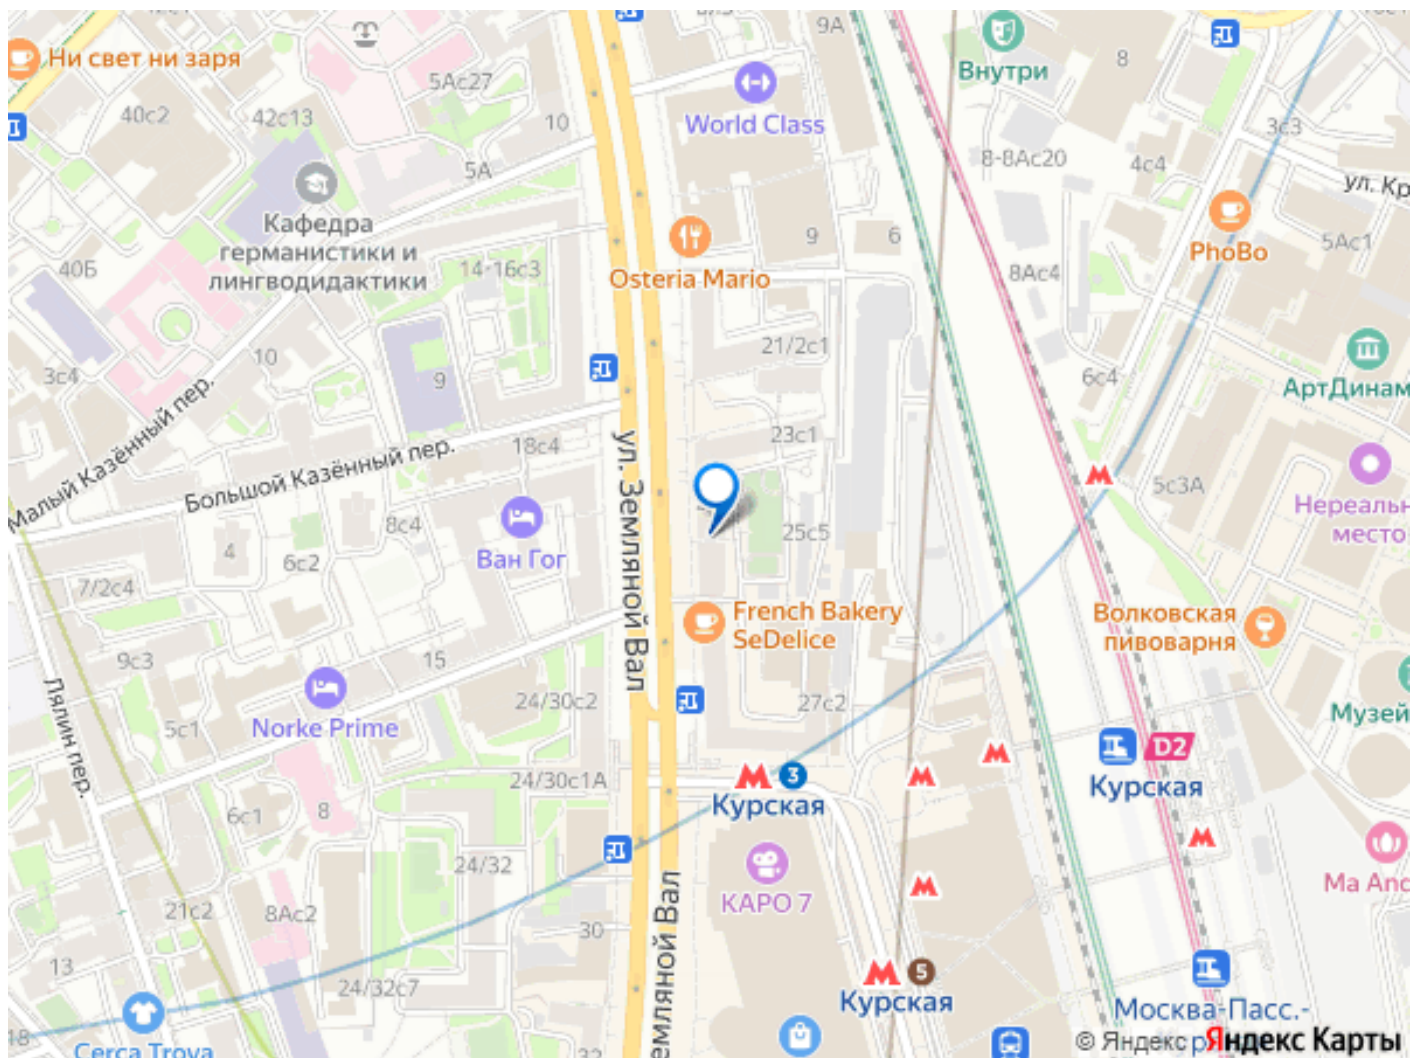 Ни свет ни заря
40с2
42с13
5Ас27
10
5А
9А
Внутри
8
World Class
8-8Ас20
4с4
3с3
ул. Кр
PhoBo
5Ас1
Кафедра
германистики и
лингводидактики
40Б
14-16с3
Osteria Mario
9
6
8Ас4
10
3с4
9
21/2с1
6с4
АртДинам
Малый Казённый пер.
Большой Казённый пер.
18с4
ул. Земляной Вал
23с1
5с3А
Нереальн
место
8с4
4
6с2
Ван Гог
25с5
7/2с4
French Bakery
SeDelice
Волковская
пивоварня
9с3
15
Лялин пер.
Norke Prime
5с1
24/30с2
27с2
Музей
D2
Курская
3
Курская
24/30с1А
6с1
8
24/32
КАРО 7
Ма Анс
21с2
8Ас2
30
Земляной Вал
13
24/32с7
5
Курская
Москва-Пасс.-
18
Cerca Trova
32
© Яндекс Яндекс Карты